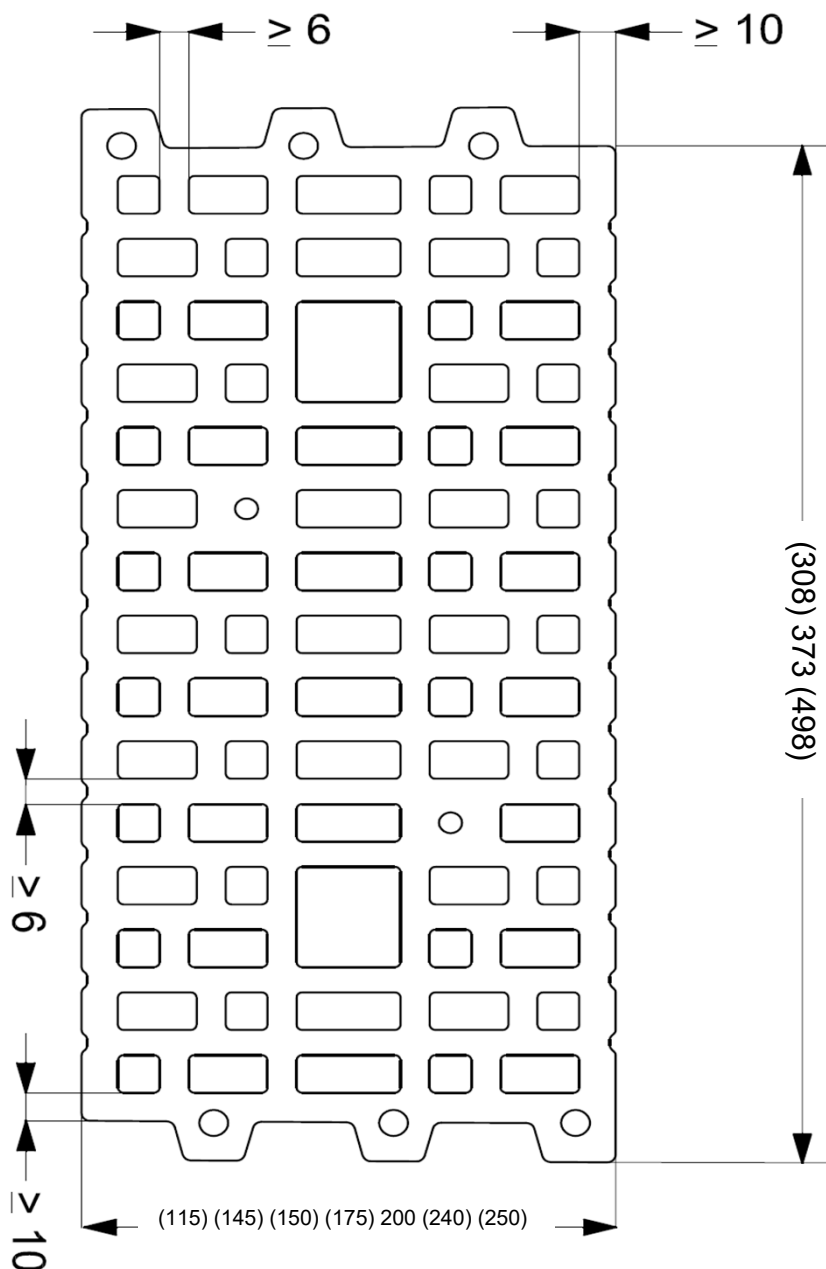 ≥ 6
≥ 10
(308) 373 (498)
≥ 6
≥ 10
(115) (145) (150) (175) 200 (240) (250)